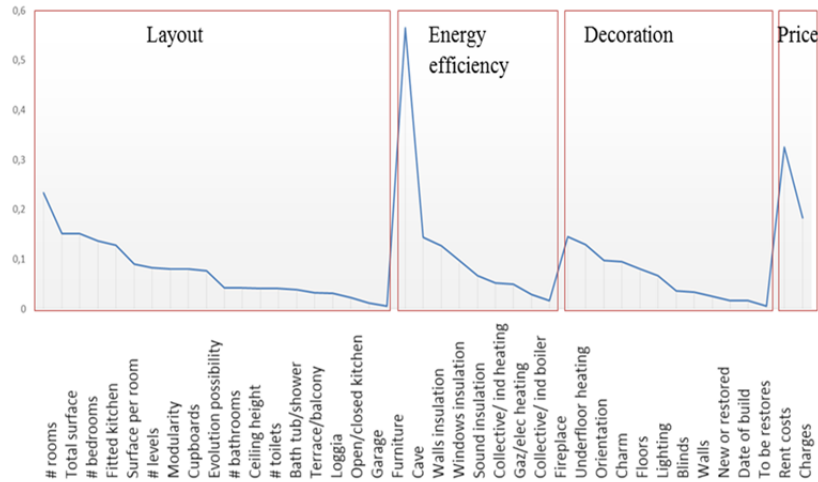 Layout
Energy
efficiency
Decoration
Price
0,6
0,5
0,4
0,3
0,2
0,1
0
# rooms
Total surface
# bedrooms
Fitted kitchen
Surface per room
# levels
Modularity
Cupboards
Evolution possibility
# bathrooms
Ceiling height
# toilets
Bath tub/shower
Terrace/balcony
Loggia
Open/closed kitchen
Garage
Furniture
Cave
Walls insulation
Windows insulation
Sound insulation
Collective/ ind heating
Gaz/elec heating
Collective/ ind boiler
Fireplace
Underfloor heating
Orientation
Charm
Floors
Lighting
Blinds
Walls
New or restored
Date of build
To be restores
Rent costs
Charges